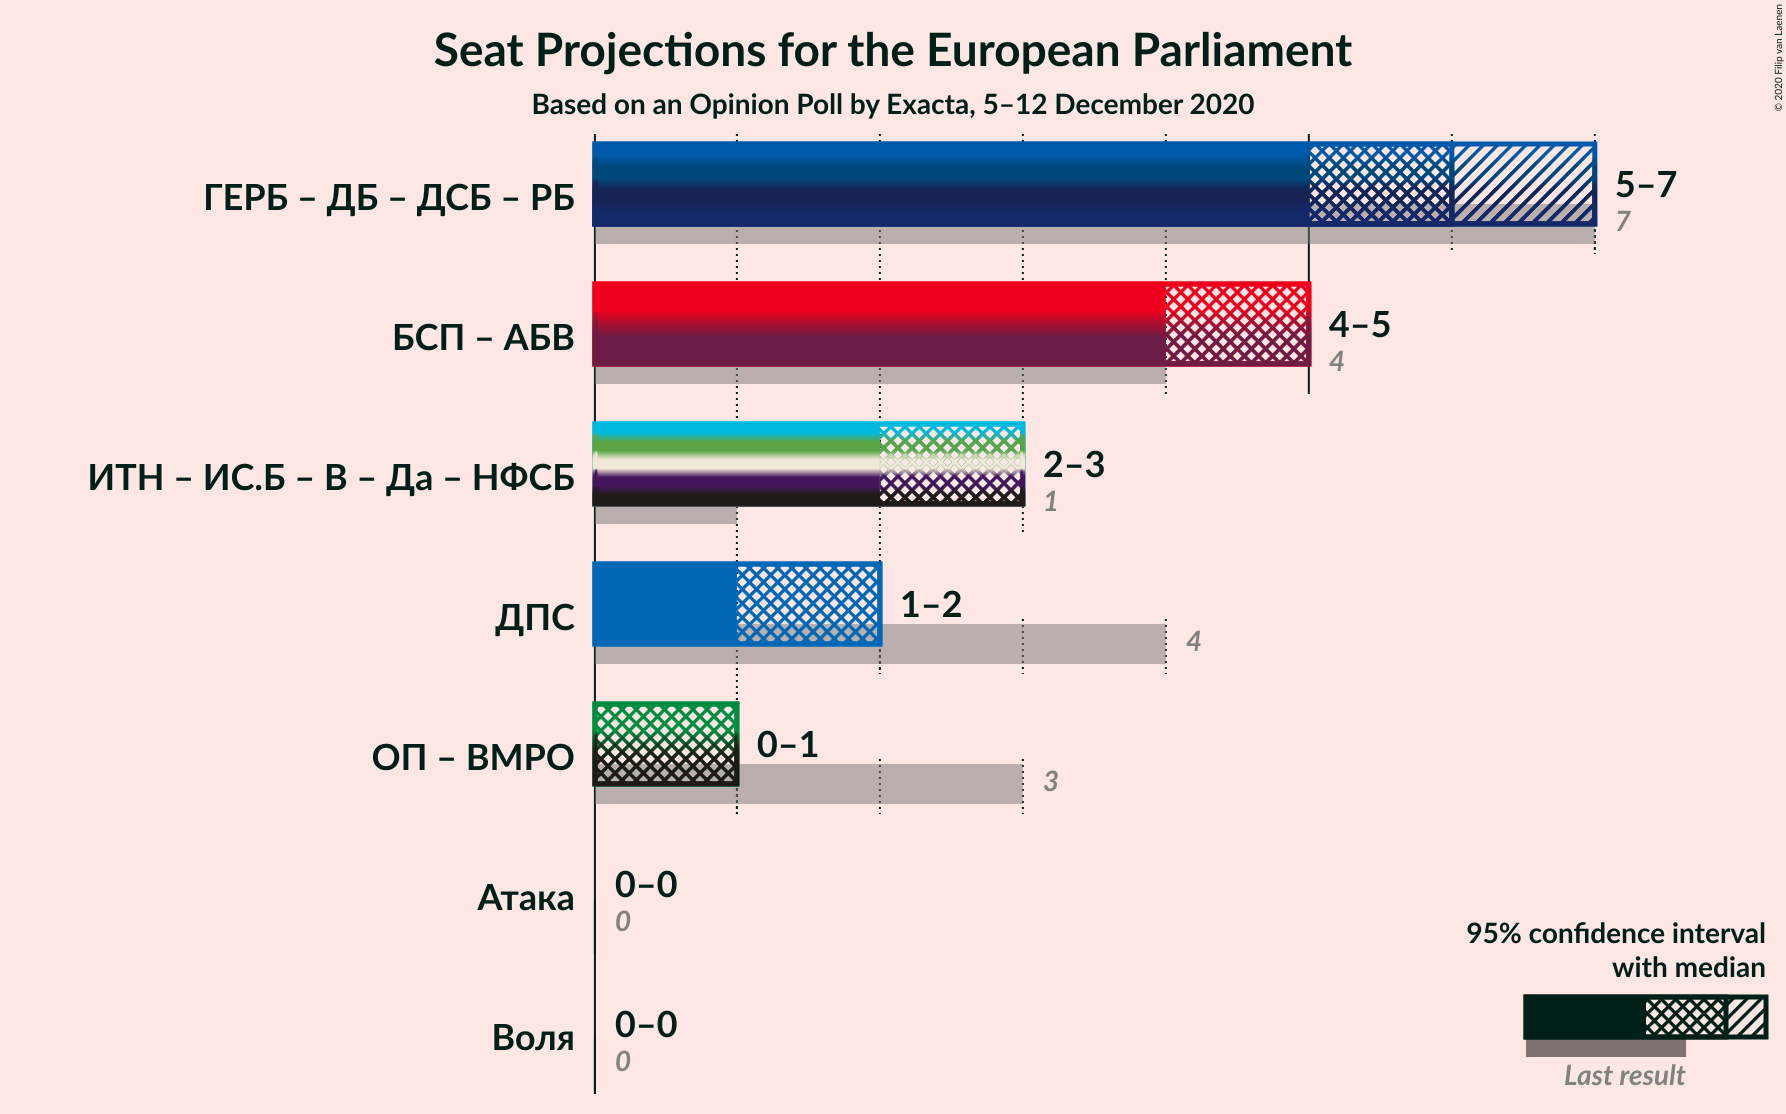 Seat Projections for the European Parliament
Based on an Opinion Poll by Exacta, 5–12 December 2020
© 2020 Filip van Laenen
ГЕРБ – ДБ – ДСБ – РБ
5–7
7
БСП – АБВ
4–5
4
ИТН – ИС.Б – В – Да – НФСБ
2–3
1
ДПС
1–2
4
ОП – ВМРО
0–1
3
Атака
0–0
0
Воля
0–0
0
95% confidence interval
with median
Last result